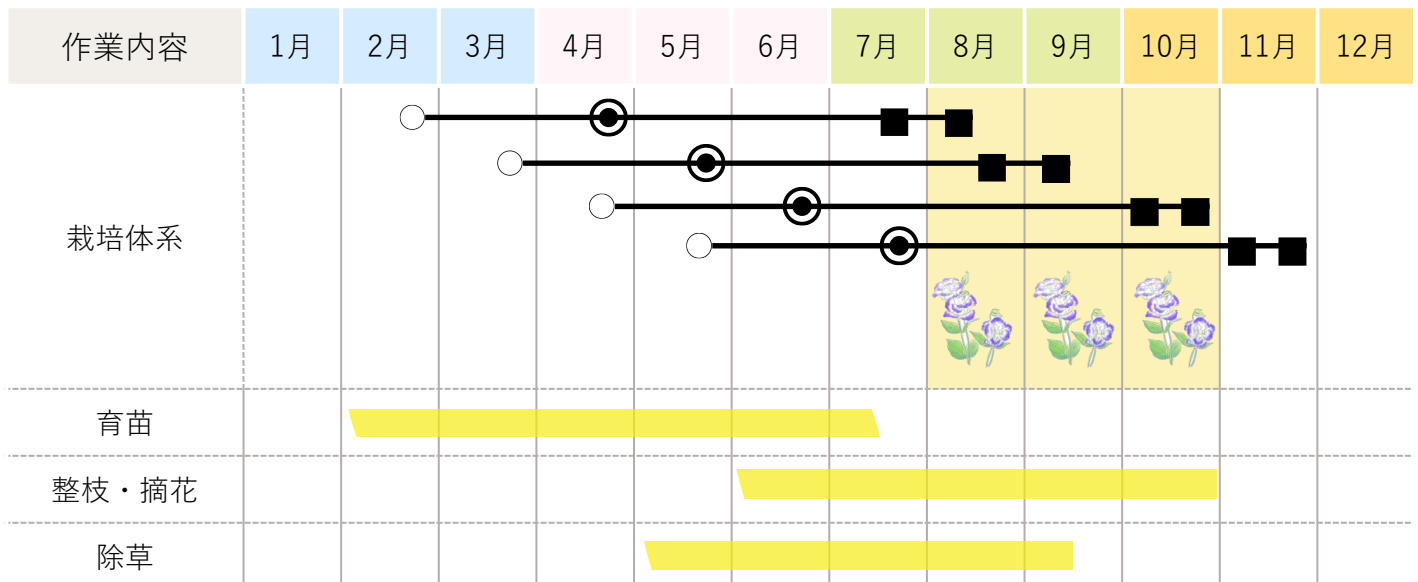 作業内容 1月 2月 3月 4月 5月 6月 7月 8月 9月 10月 11月 12月
栽培体系
育苗
整枝・摘花
除草